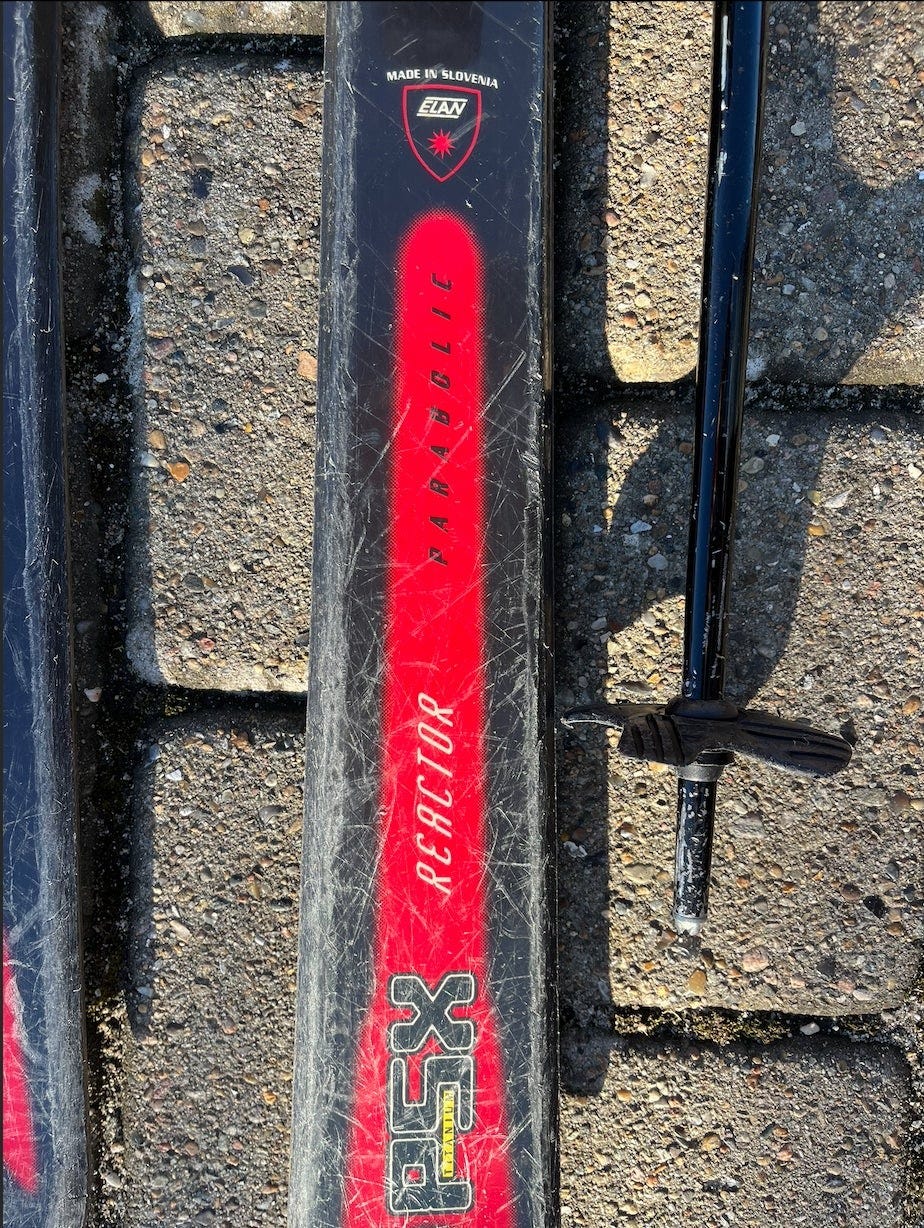 MADE IN SLOVENIA
ELAN
PARABOLIC
REACTOR
PSX
TITANIUM